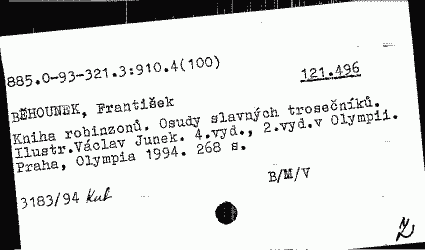 885.0-93-321.3:910.4(100)
121.496
BĚHOUNEK, František
Kniha robinzonů. Osudy slavných trosečníků.
Ilustr.Václav Junek. 4.vyd., 2.vyd.v Olympii.
Praha, Olympia 1994. 268 s.
B/M/V
3183/94 Kub